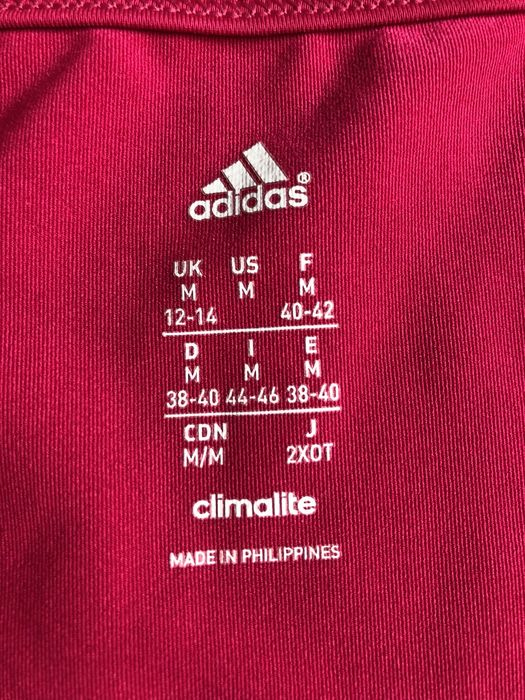 adidas®
UK US F
M M M
12-14 40-42
D I E
M M M
38-40 44-46 38-40
CDN J
M/M 2XOT
climalite
MADE IN PHILIPPINES